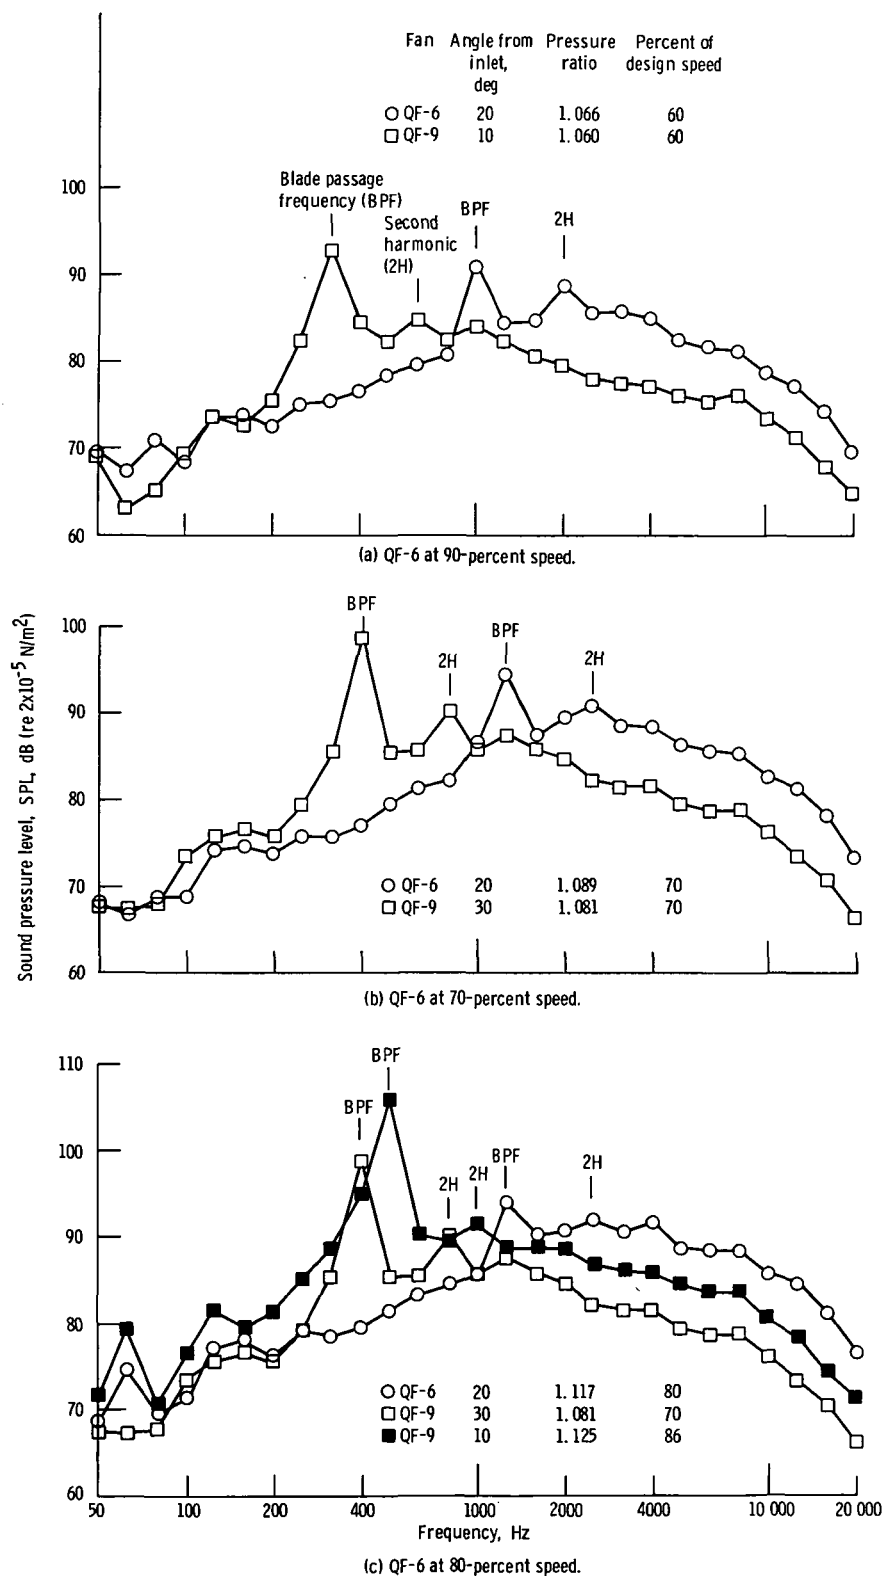 Fan Angle from inlet, deg Pressure ratio Percent of design speed
QF-6 20 1.066 60
QF-9 10 1.060 60
Blade passage
frequency (BPF)
Second
harmonic
(2H)
BPF
2H
100
90
80
70
60
(a) QF-6 at 90-percent speed.
Sound pressure level, SPL, dB (re 2x10⁻⁵ N/m²)
BPF
2H
BPF
2H
100
90
80
70
60
QF-6 20 1.089 70
QF-9 30 1.081 70
(b) QF-6 at 70-percent speed.
BPF
BPF
2H
2H
BPF
2H
110
100
90
80
70
60
QF-6 20 1.117 80
QF-9 30 1.081 70
QF-9 10 1.125 86
50 100 200 400 1000 2000 4000 10 000 20 000
Frequency, Hz
(c) QF-6 at 80-percent speed.